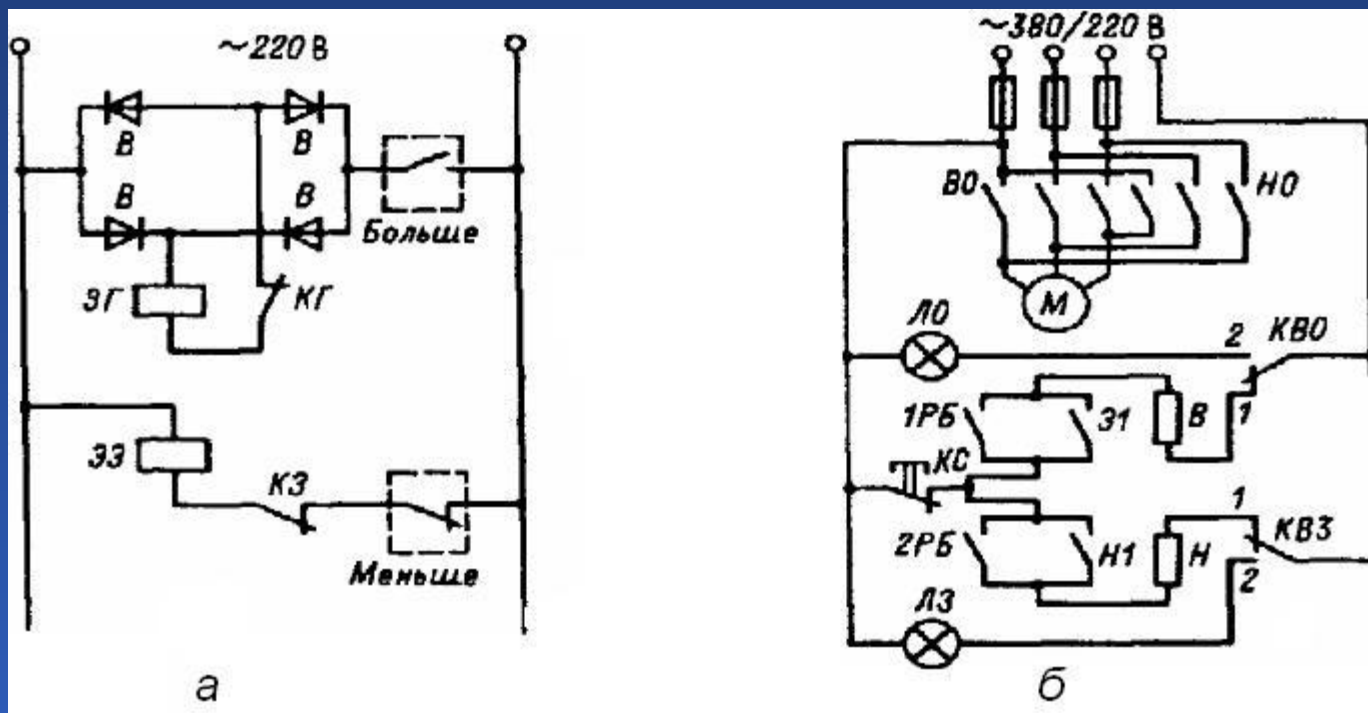 ~220 В
В
В
В
В
Больше
ЭГ
КГ
ЭЗ
КЗ
Меньше
а
~380/220 В
ВО
НО
М
ЛО
2
КВО
1РБ
Э1
В
1
КС
2РБ
Н1
Н
1
КВЗ
2
ЛЗ
б